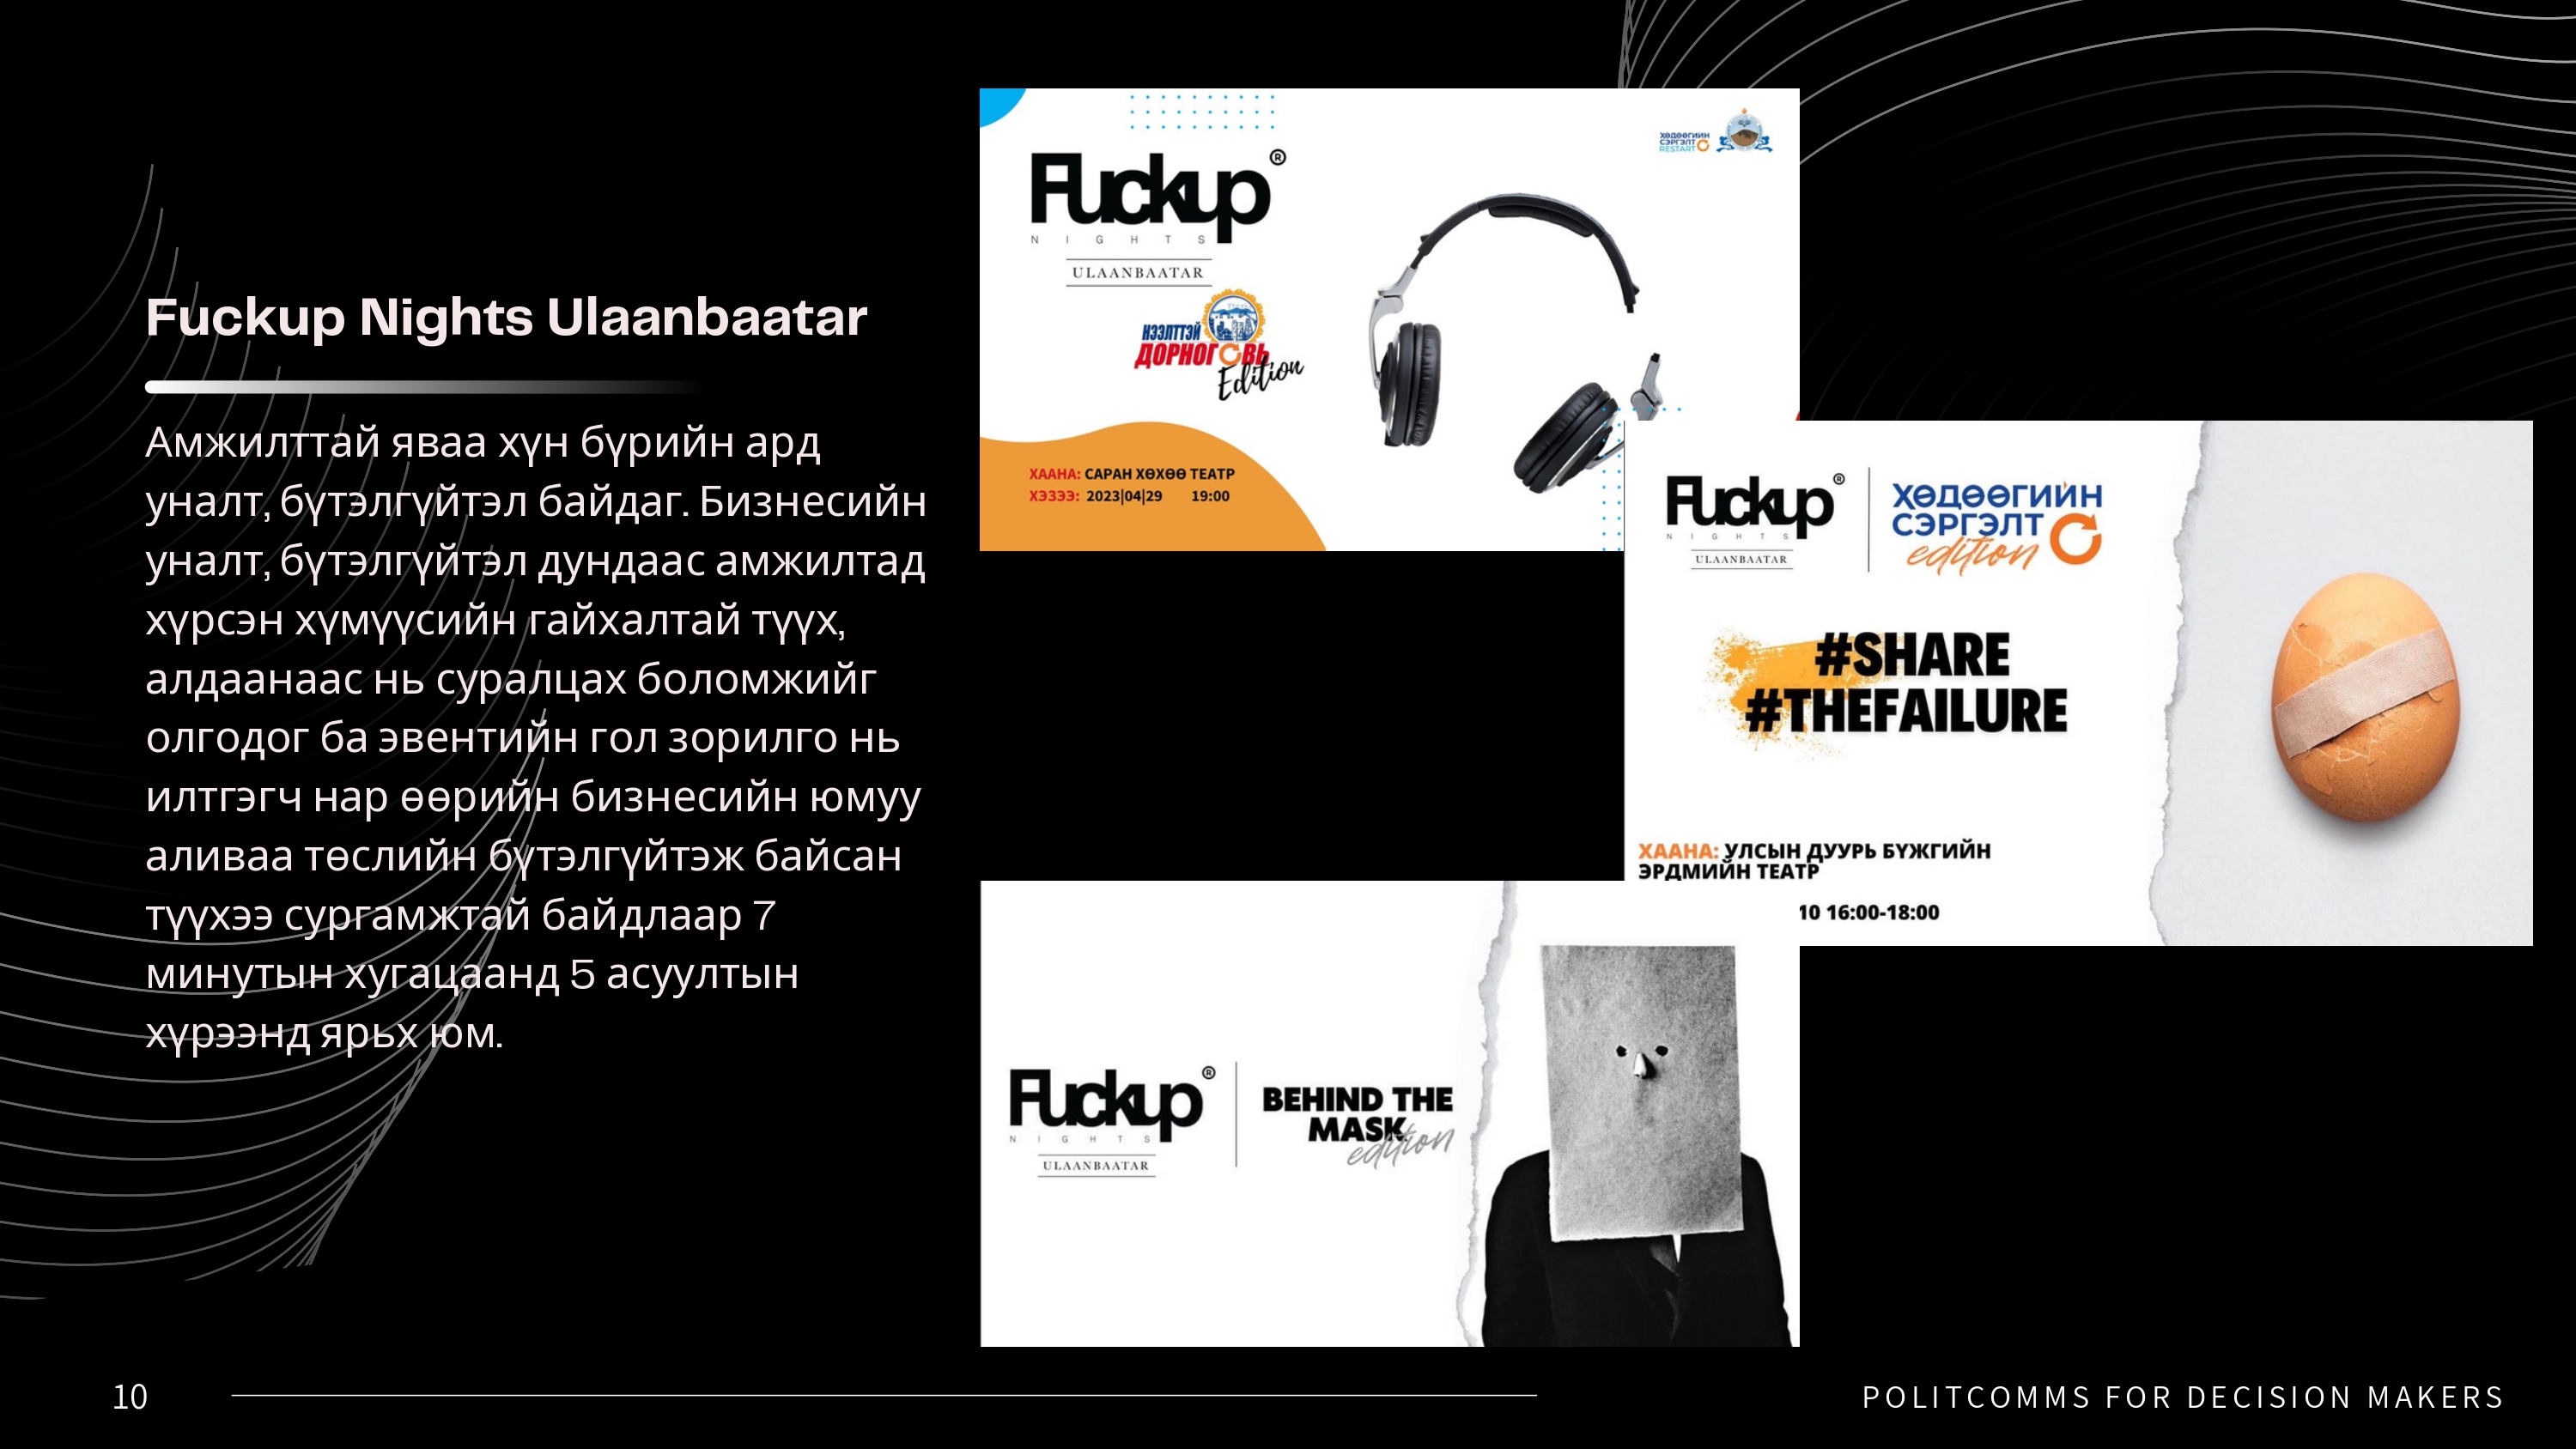 Fuckup Nights Ulaanbaatar
Амжилттай яваа хүн бүрийн ард
уналт, бүтэлгүйтэл байдаг. Бизнесийн
уналт, бүтэлгүйтэл дундаас амжилтад
хүрсэн хүмүүсийн гайхалтай түүх,
алдаанаас нь суралцах боломжийг
олгодог ба эвентийн гол зорилго нь
илтгэгч нар өөрийн бизнесийн юмуу
аливаа төслийн бүтэлгүйтэж байсан
түүхээ сургамжтай байдлаар 7
минутын хугацаанд 5 асуултын
хүрээнд ярьх юм.
Fuckup®
NIGHTS
ULAANBAATAR
НЭЭЛТТЭЙ
ДОРНОГОВЬ
Edition
ХӨДӨӨГИЙН
СЭРГЭЛТ
RESTART
ХААНА: САРАН ХӨХӨӨ ТЕАТР
ХЭЗЭЭ: 2023|04|29 19:00
Fuckup®
NIGHTS
ULAANBAATAR
ХӨДӨӨГИЙН
СЭРГЭЛТ
edition
#SHARE
#THEFAILURE
ХААНА: УЛСЫН ДУУРЬ БҮЖГИЙН
ЭРДМИЙН ТЕАТР
10 16:00-18:00
Fuckup®
NIGHTS
ULAANBAATAR
BEHIND THE
MASK
edition
10
POLITCOMMS FOR DECISION MAKERS